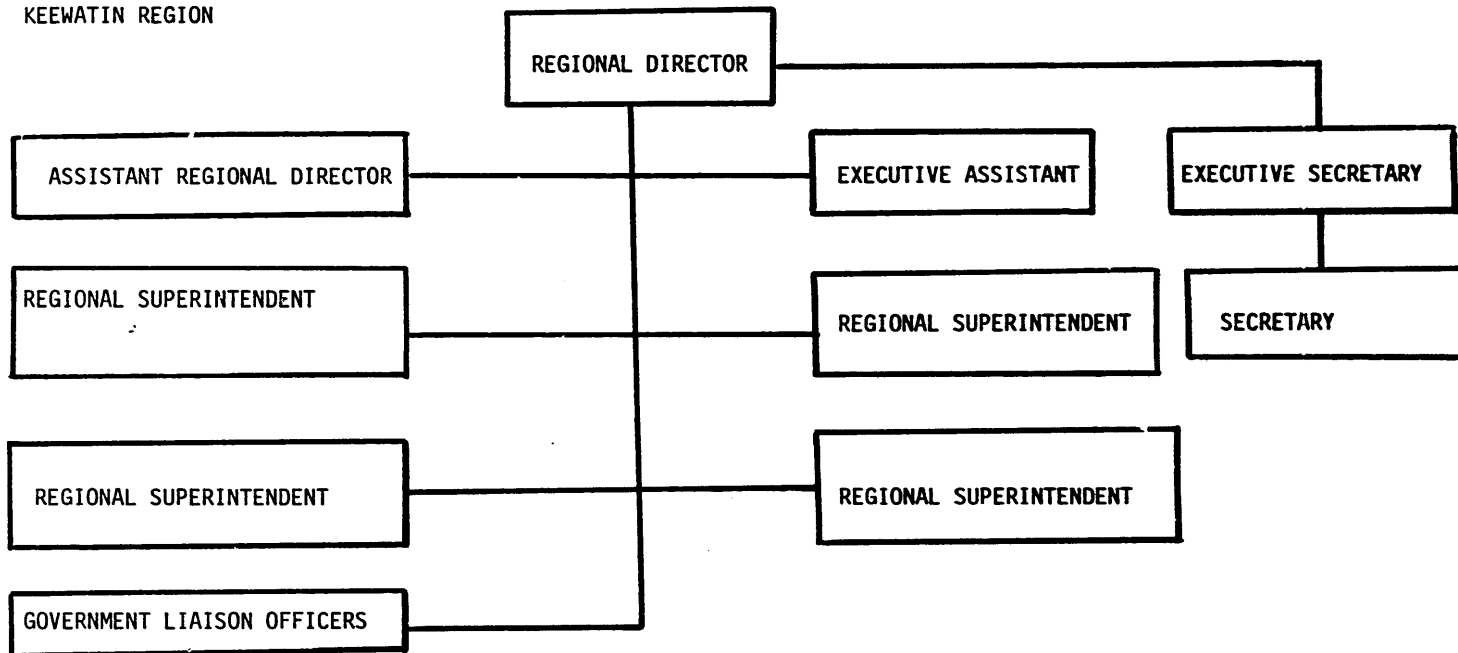 KEEWATIN REGION
REGIONAL DIRECTOR
ASSISTANT REGIONAL DIRECTOR
EXECUTIVE ASSISTANT
EXECUTIVE SECRETARY
REGIONAL SUPERINTENDENT
REGIONAL SUPERINTENDENT
SECRETARY
REGIONAL SUPERINTENDENT
REGIONAL SUPERINTENDENT
GOVERNMENT LIAISON OFFICERS